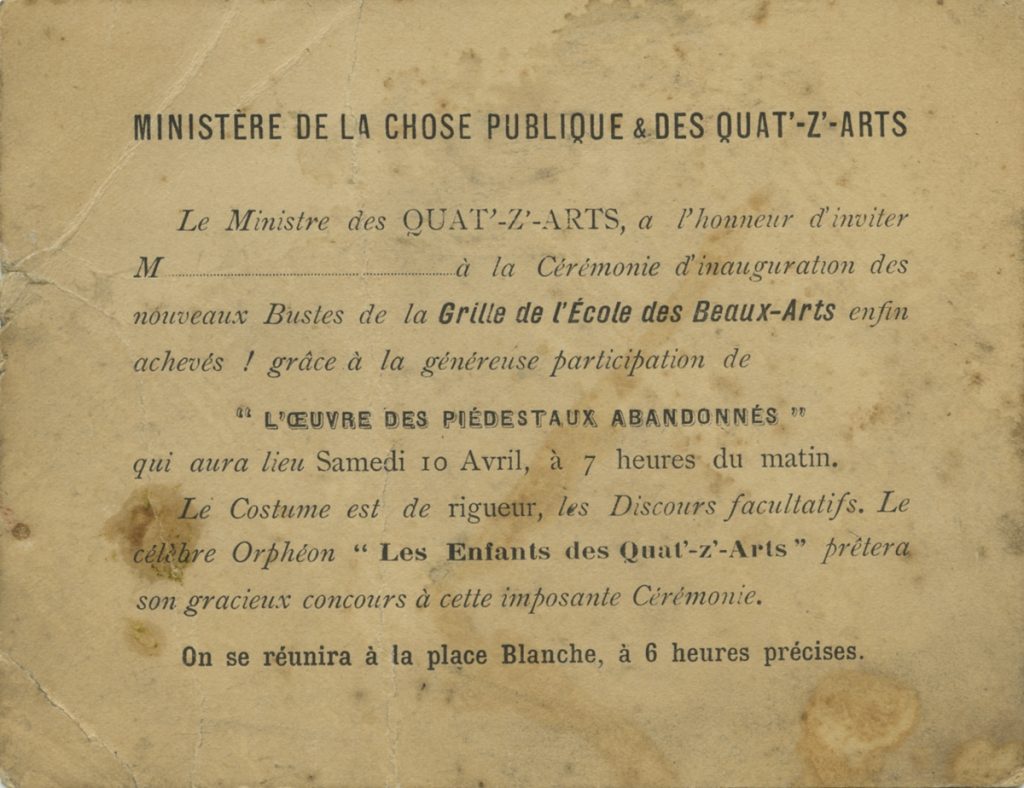 MINISTÈRE DE LA CHOSE PUBLIQUE & DES QUAT'-Z'-ARTS
Le Ministre des QUAT'-Z'-ARTS, a l'honneur d'inviter
M........................................à la Cérémonie d'inauguration des
nouveaux Bustes de la Grille de l'École des Beaux-Arts enfin
achevés ! grâce à la généreuse participation de
“ L'ŒUVRE DES PIÉDESTAUX ABANDONNÉS ”
qui aura lieu Samedi 10 Avril, à 7 heures du matin.
Le Costume est de rigueur, les Discours facultatifs. Le
célèbre Orphéon “ Les Enfants des Quat'-z'-Arts ” prêtera
son gracieux concours à cette imposante Cérémonie.
On se réunira à la place Blanche, à 6 heures précises.